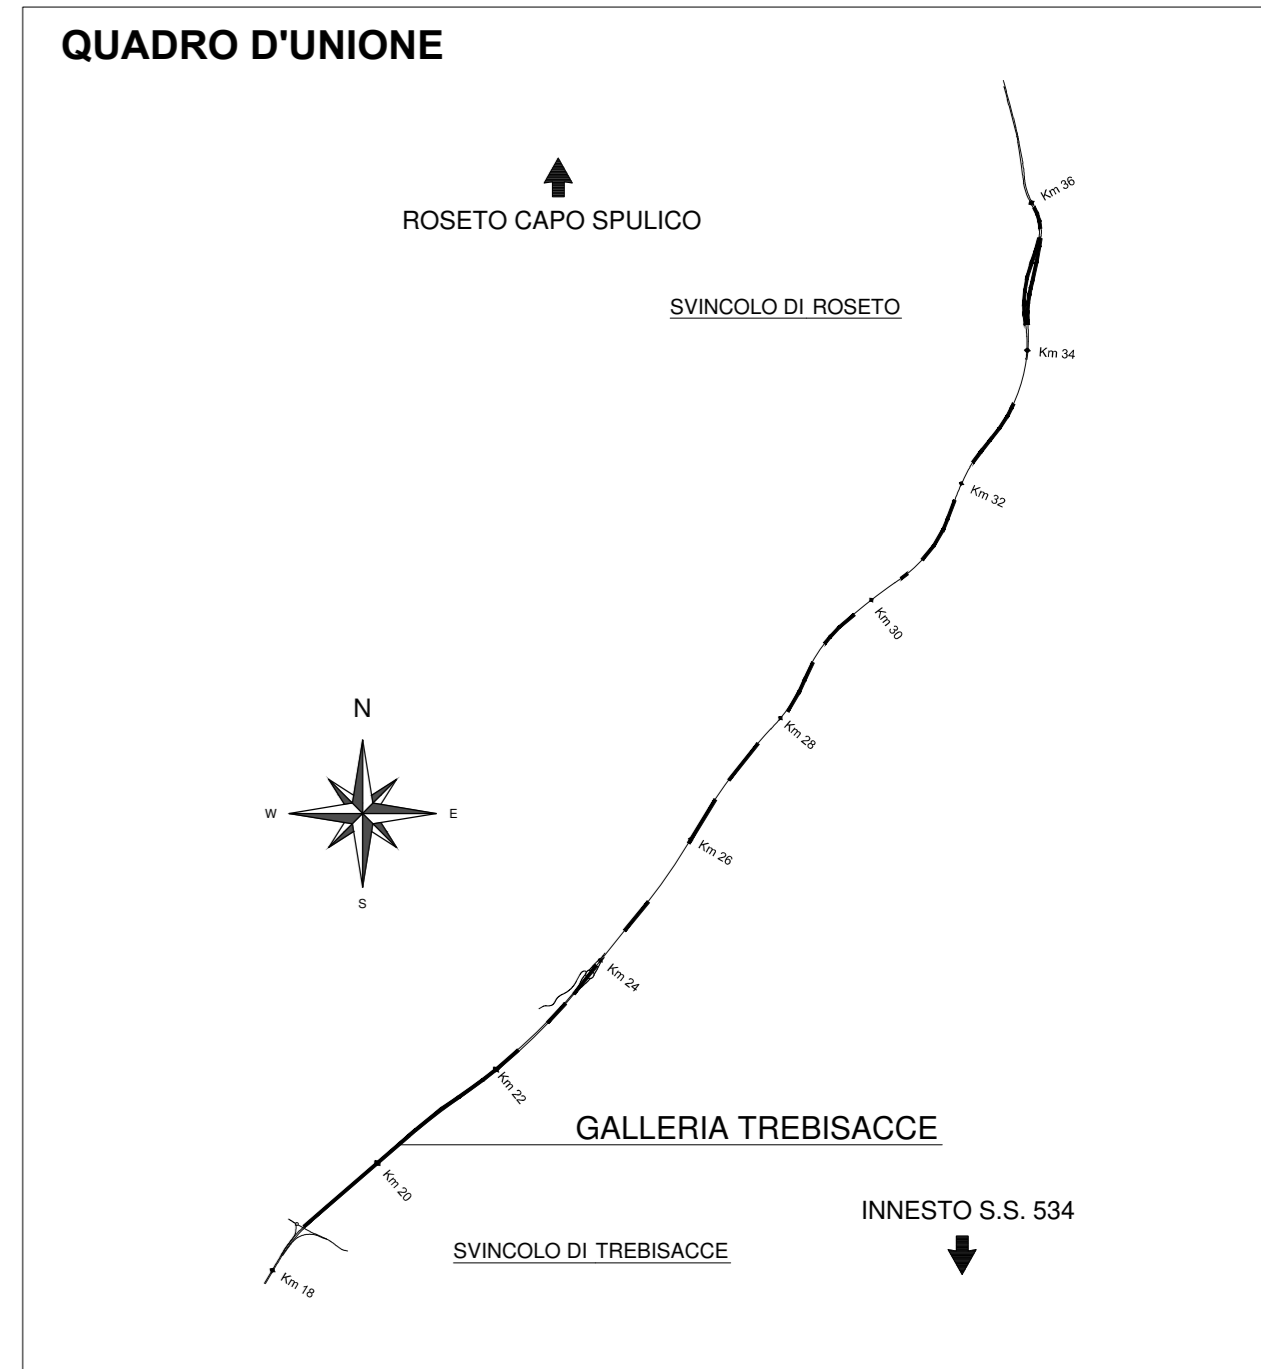 QUADRO D'UNIONE
Km 36
ROSETO CAPO SPULICO
SVINCOLO DI ROSETO
Km 34
Km 32
Km 30
N
Km 28
W
E
Km 26
S
Km 24
Km 22
GALLERIA TREBISACCE
Km 20
INNESTO S.S. 534
SVINCOLO DI TREBISACCE
Km 18